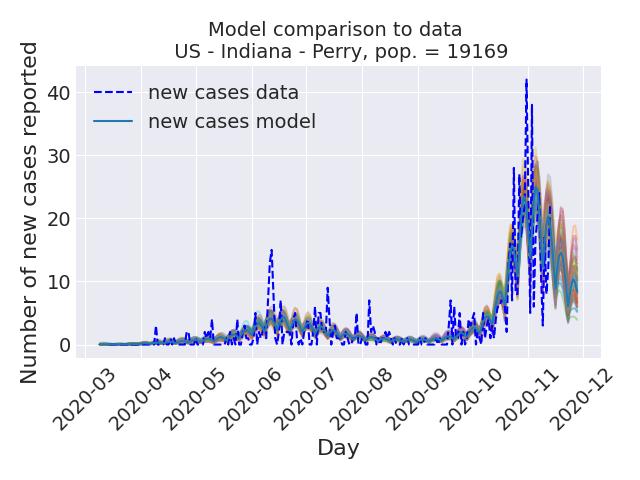 Model comparison to data
US - Indiana - Perry, pop. = 19169
Number of new cases reported
40
30
20
10
0
new cases data
new cases model
2020-03
2020-04
2020-05
2020-06
2020-07
2020-08
2020-09
2020-10
2020-11
2020-12
Day